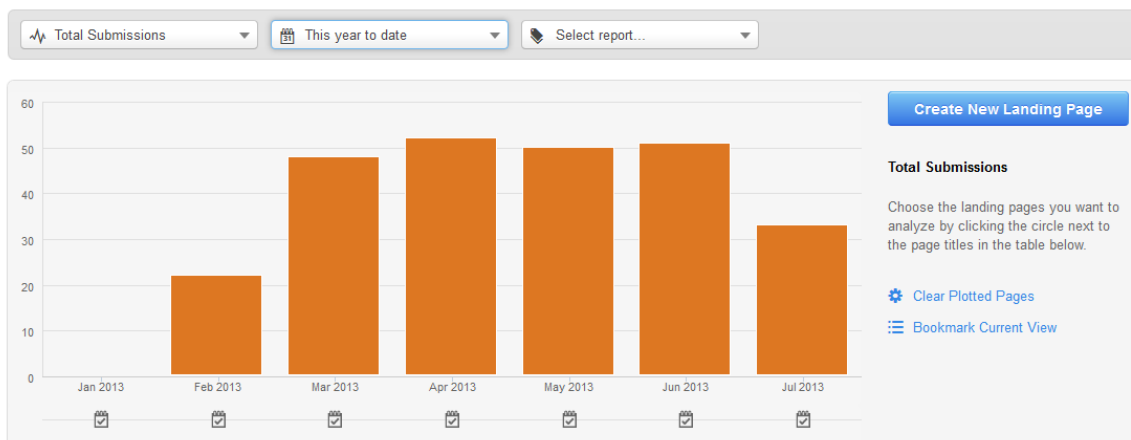 Total Submissions
This year to date
Select report...
60
50
40
30
20
10
0
Jan 2013
Feb 2013
Mar 2013
Apr 2013
May 2013
Jun 2013
Jul 2013
Create New Landing Page
Total Submissions
Choose the landing pages you want to
analyze by clicking the circle next to
the page titles in the table below.
Clear Plotted Pages
Bookmark Current View